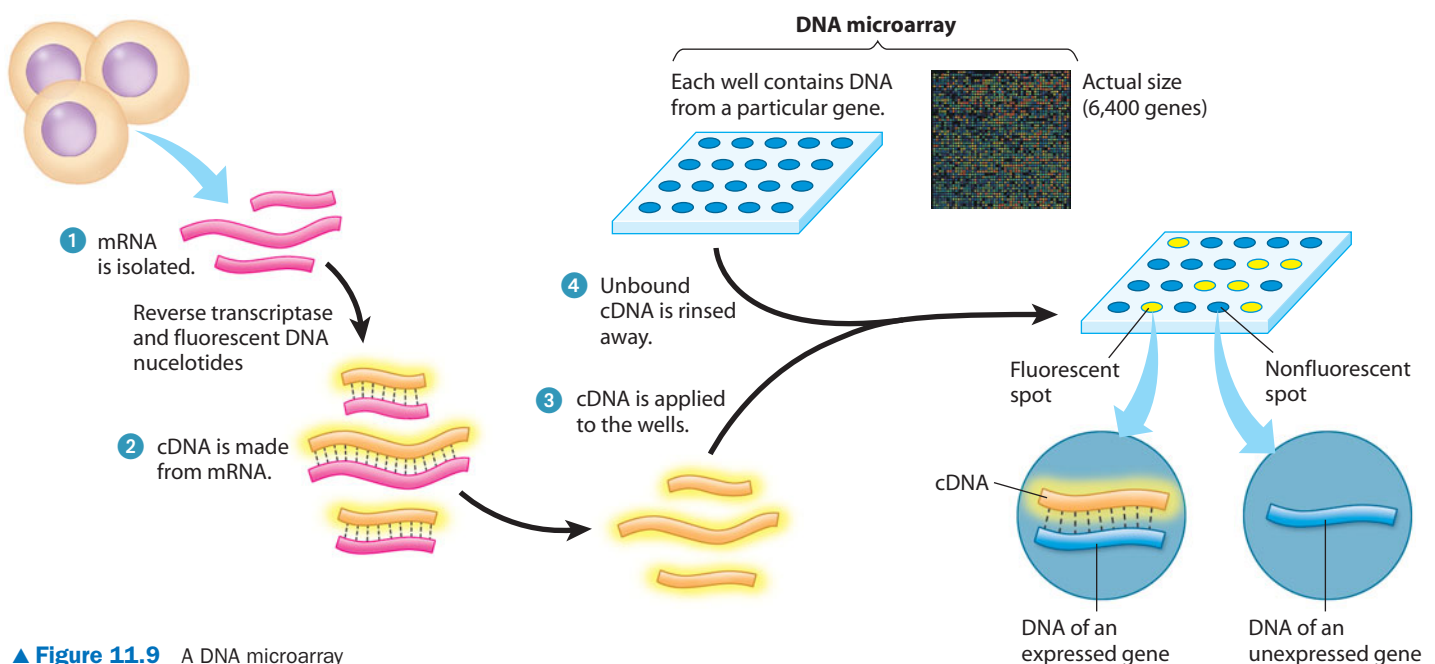 DNA microarray
Each well contains DNA
from a particular gene.
Actual size
(6,400 genes)
1 mRNA
is isolated.
Reverse transcriptase
and fluorescent DNA
nucelotides
2 cDNA is made
from mRNA.
3 cDNA is applied
to the wells.
4 Unbound
cDNA is rinsed
away.
Fluorescent
spot
Nonfluorescent
spot
cDNA
DNA of an
expressed gene
DNA of an
unexpressed gene
▲ Figure 11.9 A DNA microarray